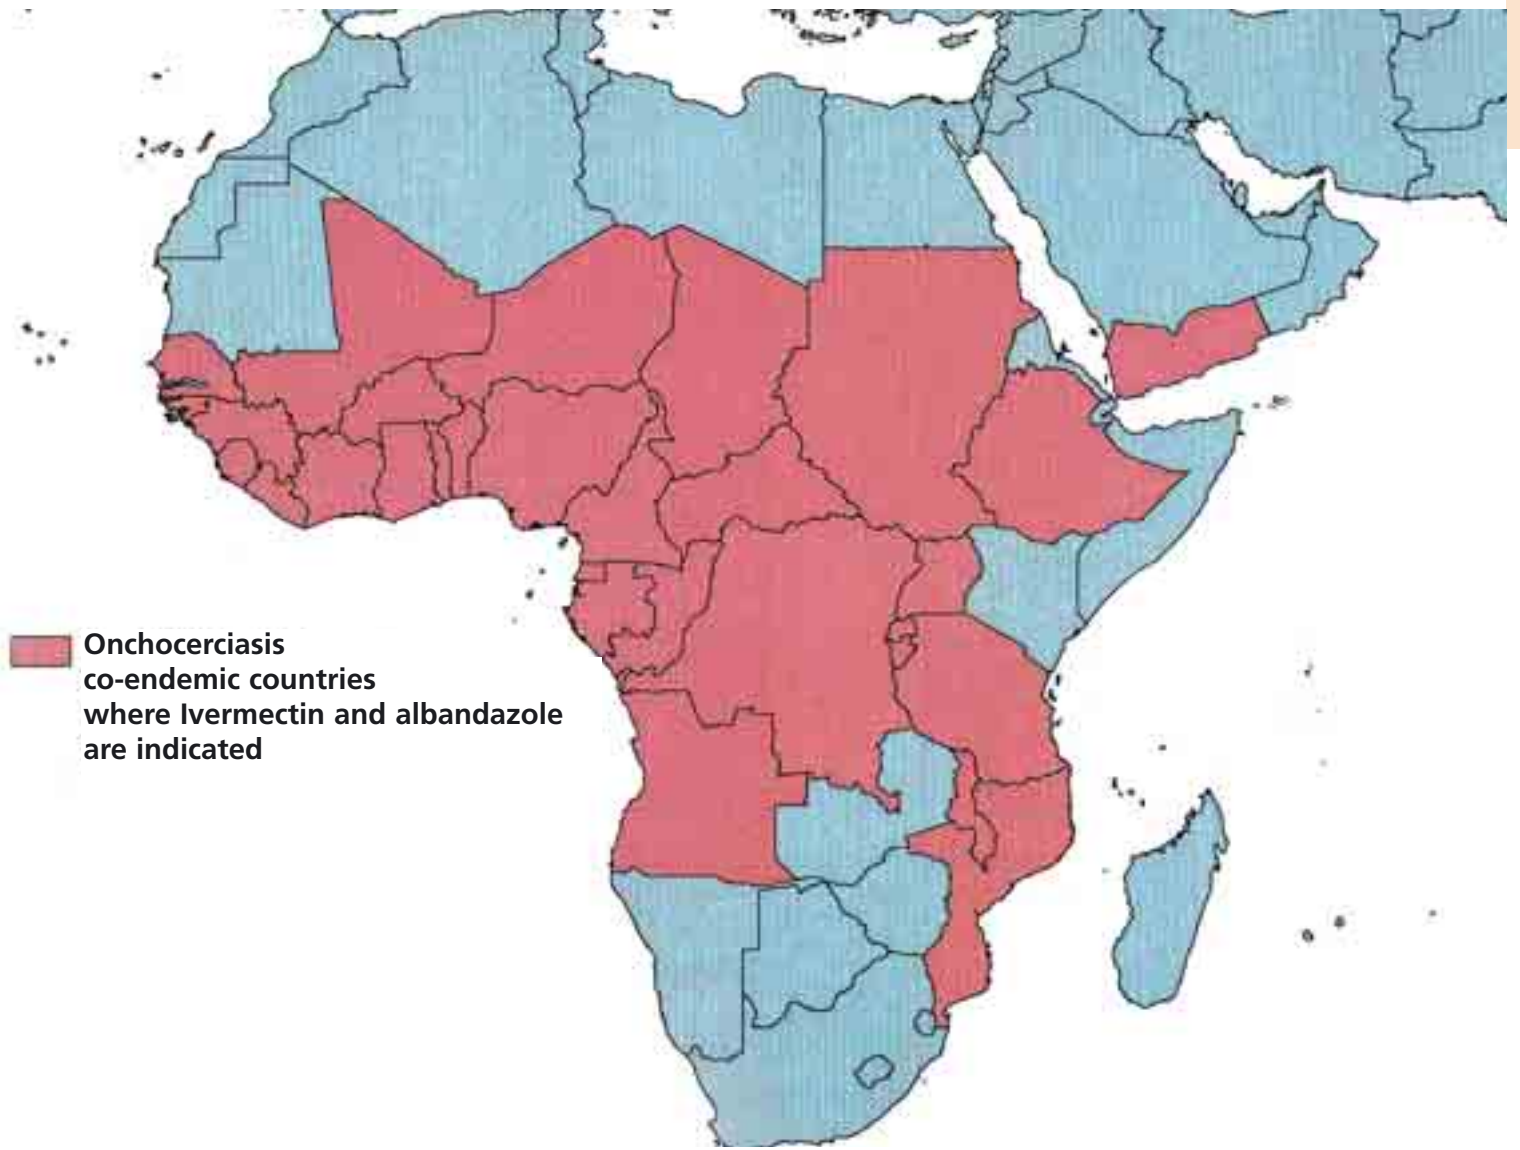 Onchocerciasis
co-endemic countries
where Ivermectin and albandazole
are indicated